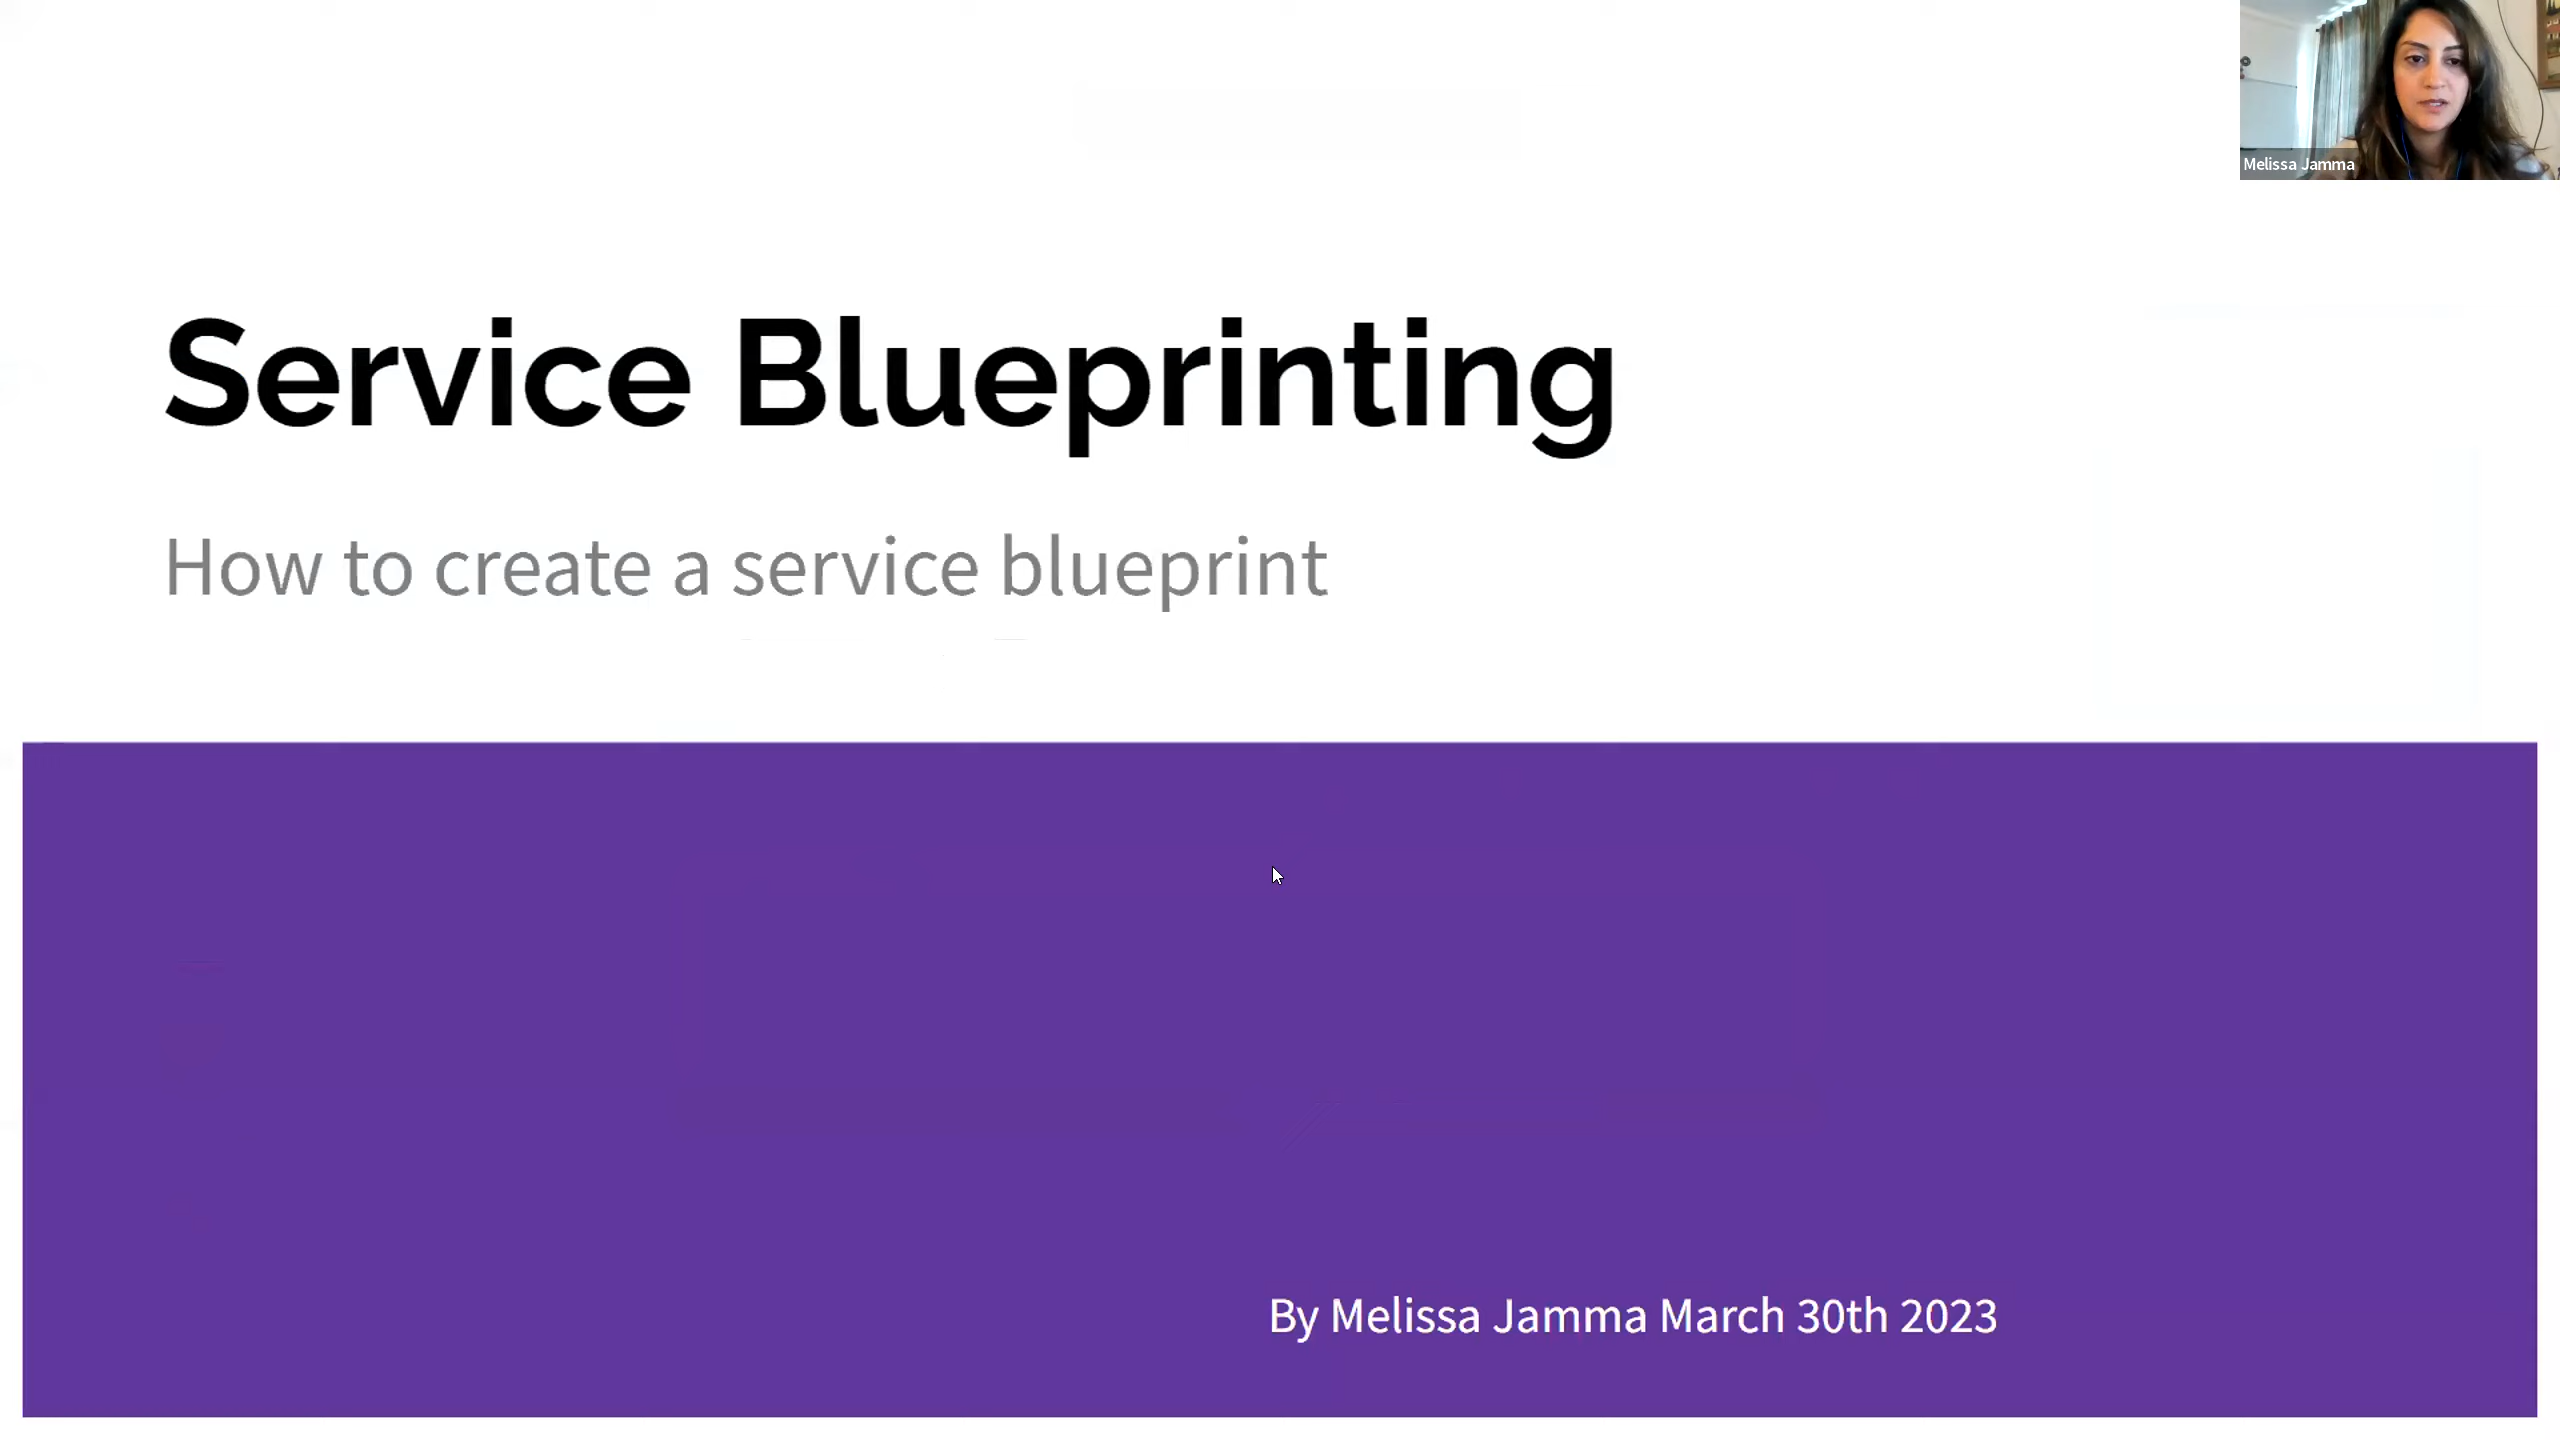 Melissa Jamma
Service Blueprinting
How to create a service blueprint
By Melissa Jamma March 30th 2023